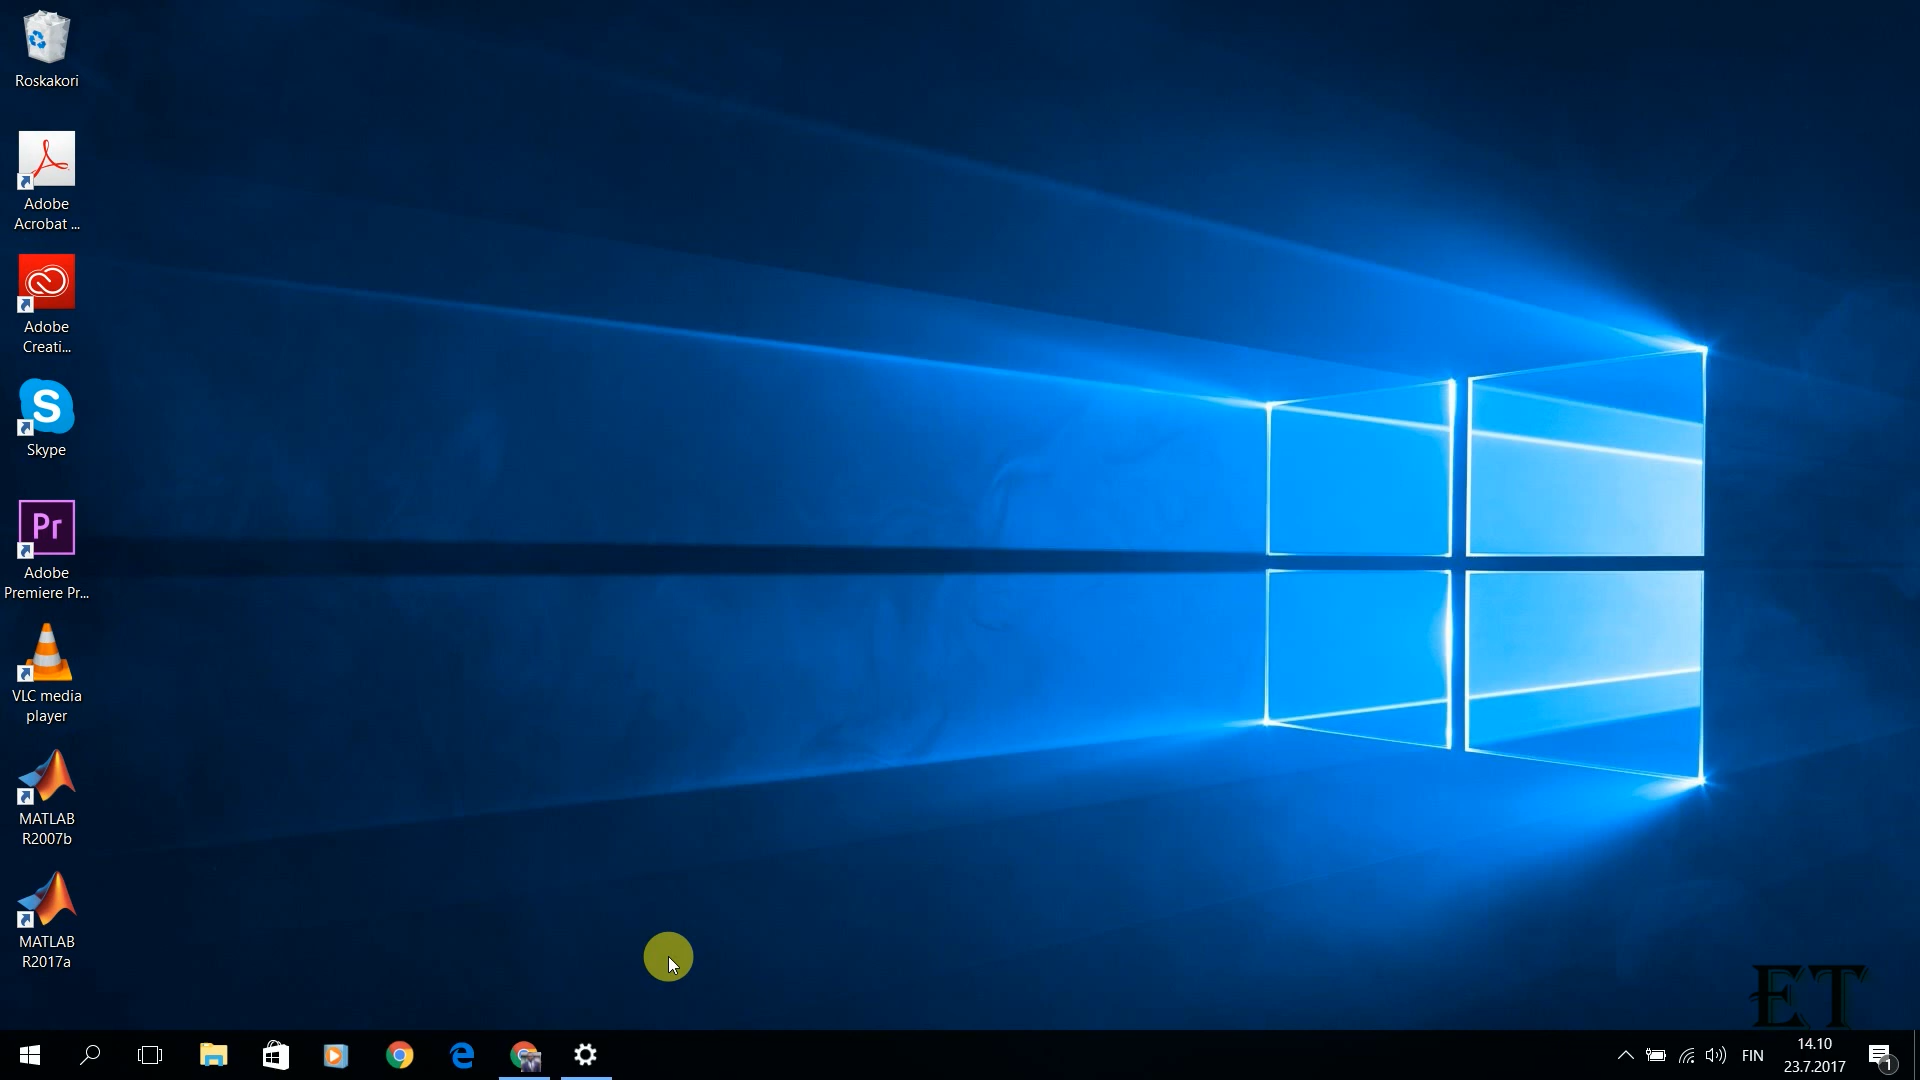 Roskakori
Adobe
Acrobat ...
Adobe
Creati...
S
Skype
Pr
Adobe
Premiere Pr...
VLC media
player
MATLAB
R2007b
MATLAB
R2017a
ET
FIN
14.10
23.7.2017
1